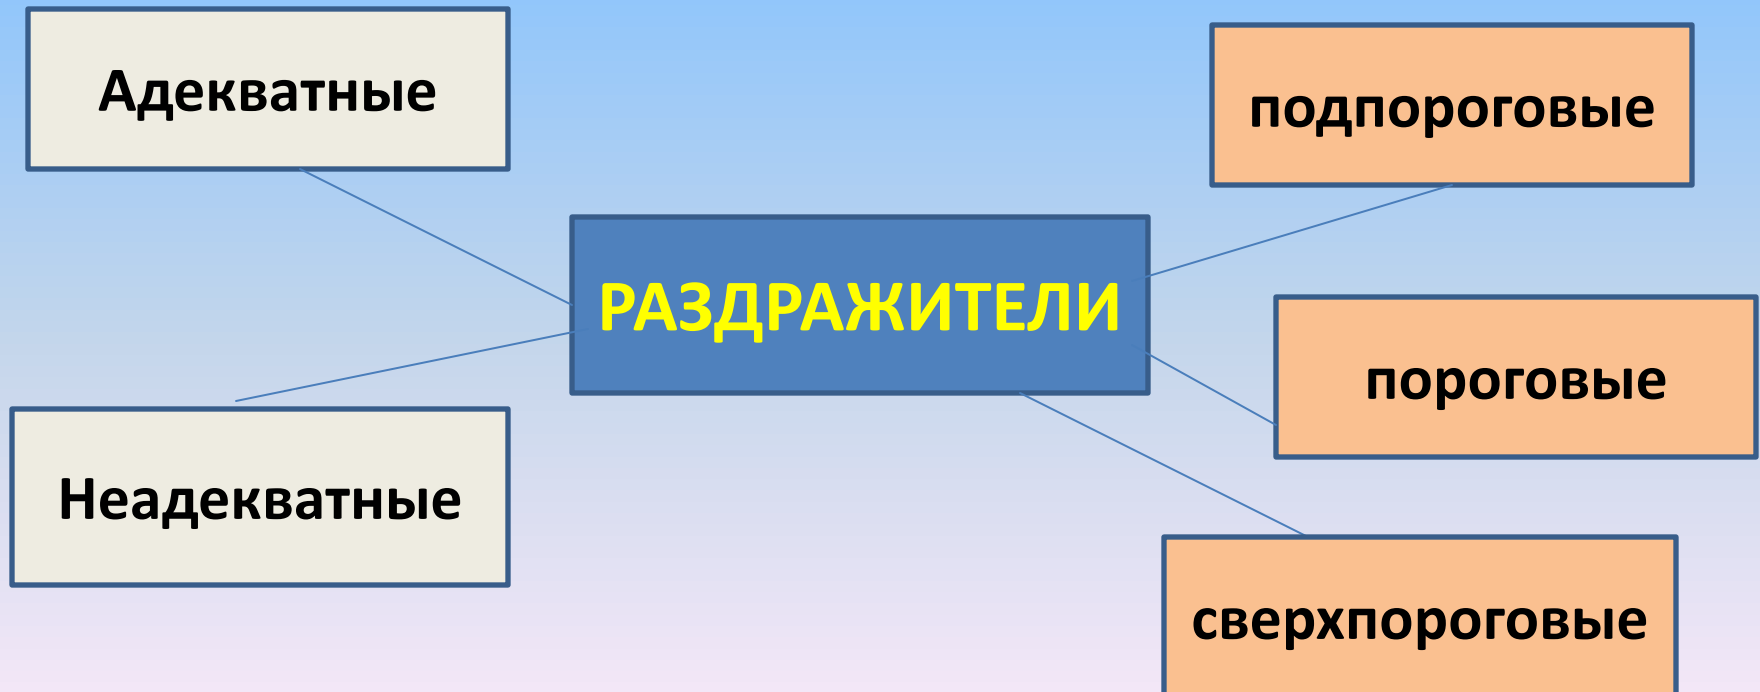 Адекватные
подпороговые
РАЗДРАЖИТЕЛИ
пороговые
Неадекватные
сверхпороговые